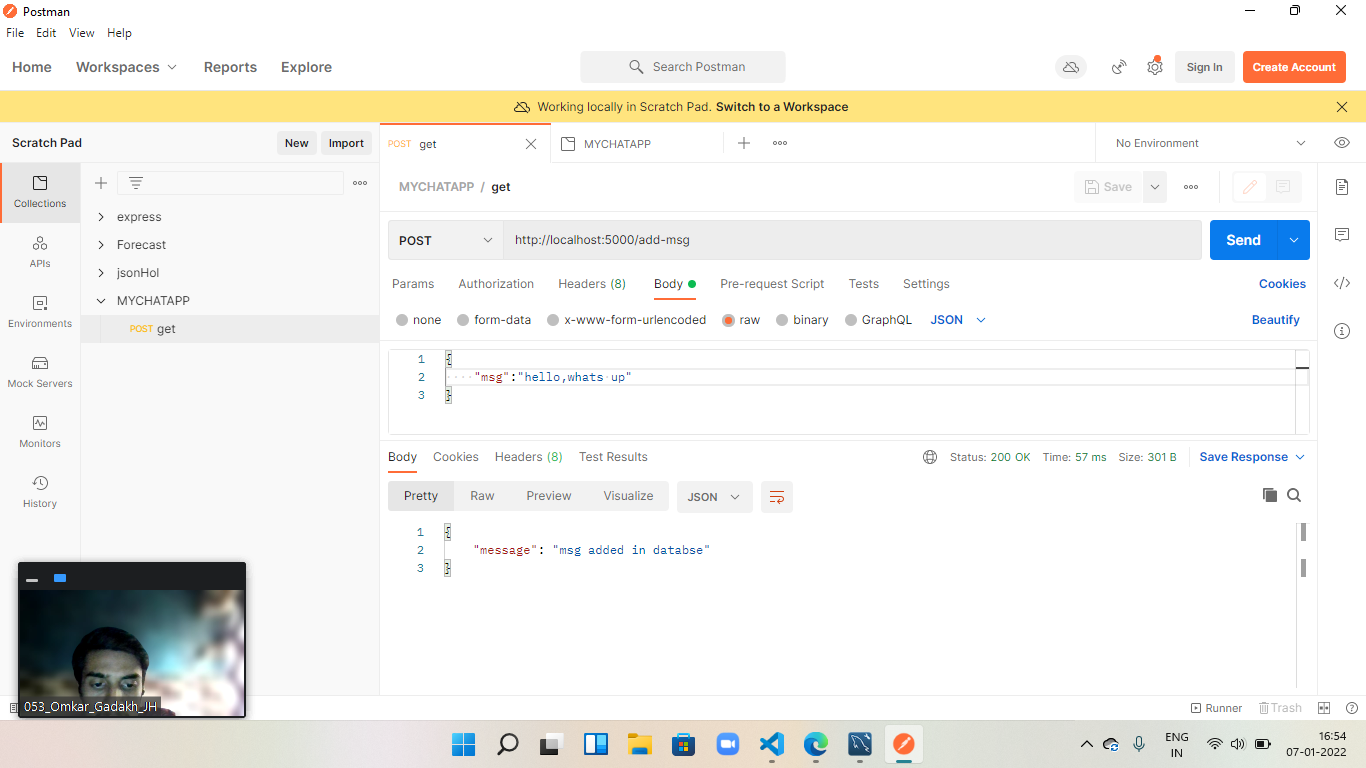 Postman
File Edit View Help
Home Workspaces Reports Explore Search Postman Sign In Create Account
Working locally in Scratch Pad. Switch to a Workspace
Scratch Pad New Import POST get MYCHATAPP No Environment
MYCHATAPP / get Save
Collections
APIs
Environments
Mock Servers
Monitors
History
express
Forecast
jsonHol
MYCHATAPP
POST get
POST http://localhost:5000/add-msg Send
Params Authorization Headers (8) Body Pre-request Script Tests Settings Cookies
none form-data x-www-form-urlencoded raw binary GraphQL JSON Beautify
1 {
2 "msg":"hello,whats up"
3 }
Body Cookies Headers (8) Test Results Status: 200 OK Time: 57 ms Size: 301 B Save Response
Pretty Raw Preview Visualize JSON
1 {
2 "message": "msg added in databse"
3 }
053_Omkar_Gadakh_JH
Runner Trash
ENG
IN
16:54
07-01-2022